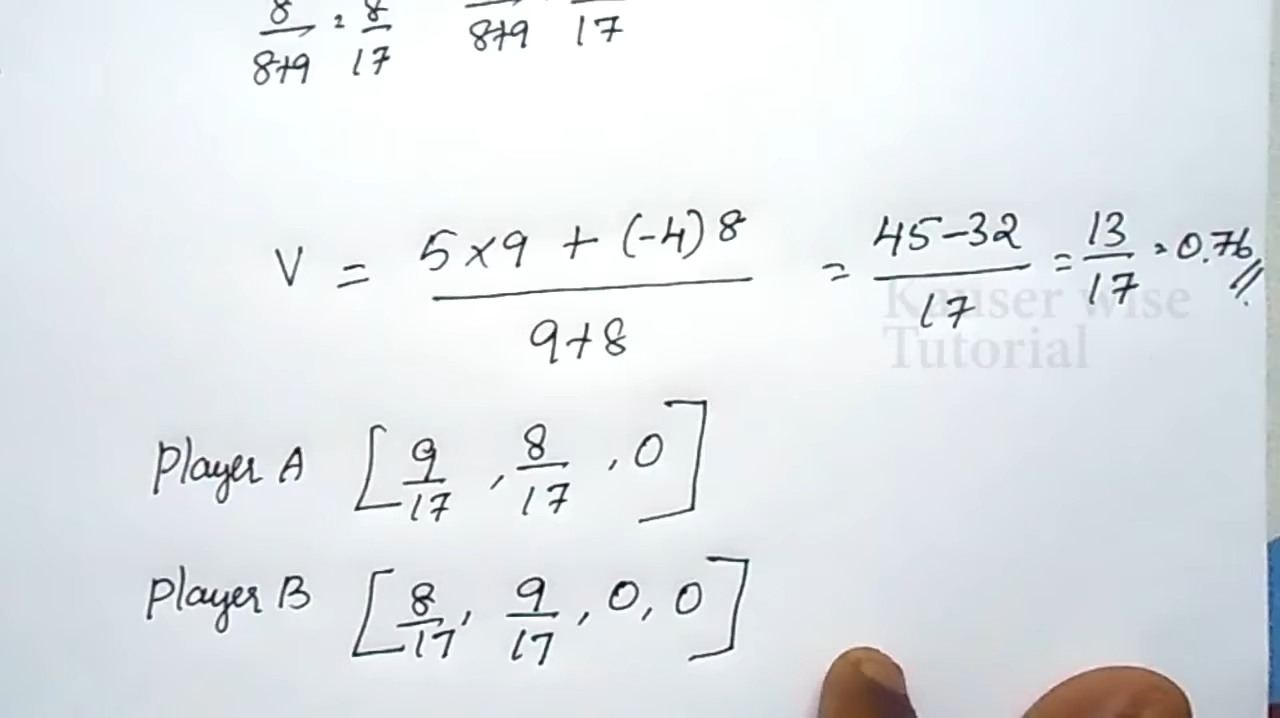 8/8+9 = 8/17 8+9 17
V = 5×9 + (-4)8 / 9+8 = 45-32 / 17 = 13/17 = 0.76
Kauser wise
Tutorial
Player A [9/17, 8/17, 0]
Player B [8/17, 9/17, 0, 0]